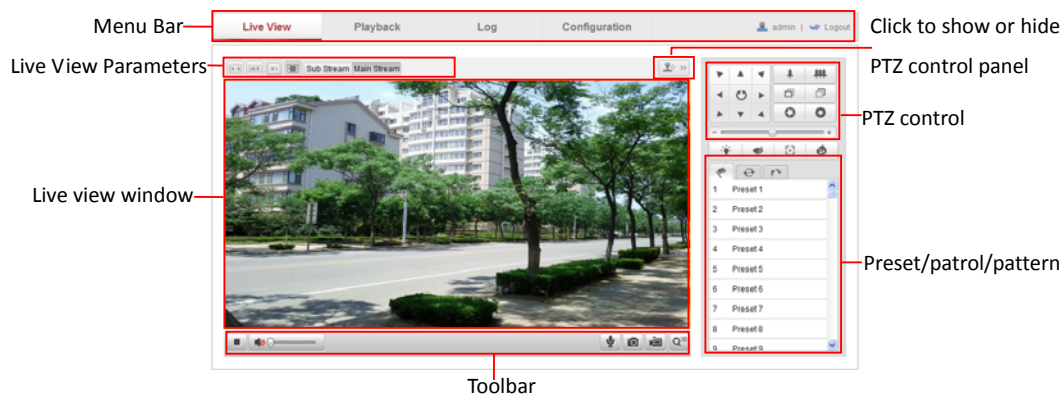 Menu Bar
Live View
Playback
Log
Configuration
admin | Logout
Click to show or hide
PTZ control panel
Live View Parameters
Sub Stream
Main Stream
PTZ control
Live view window
1 Preset 1
2 Preset 2
3 Preset 3
4 Preset 4
5 Preset 5
6 Preset 6
7 Preset 7
8 Preset 8
9 Preset 9
Preset/patrol/pattern
Toolbar